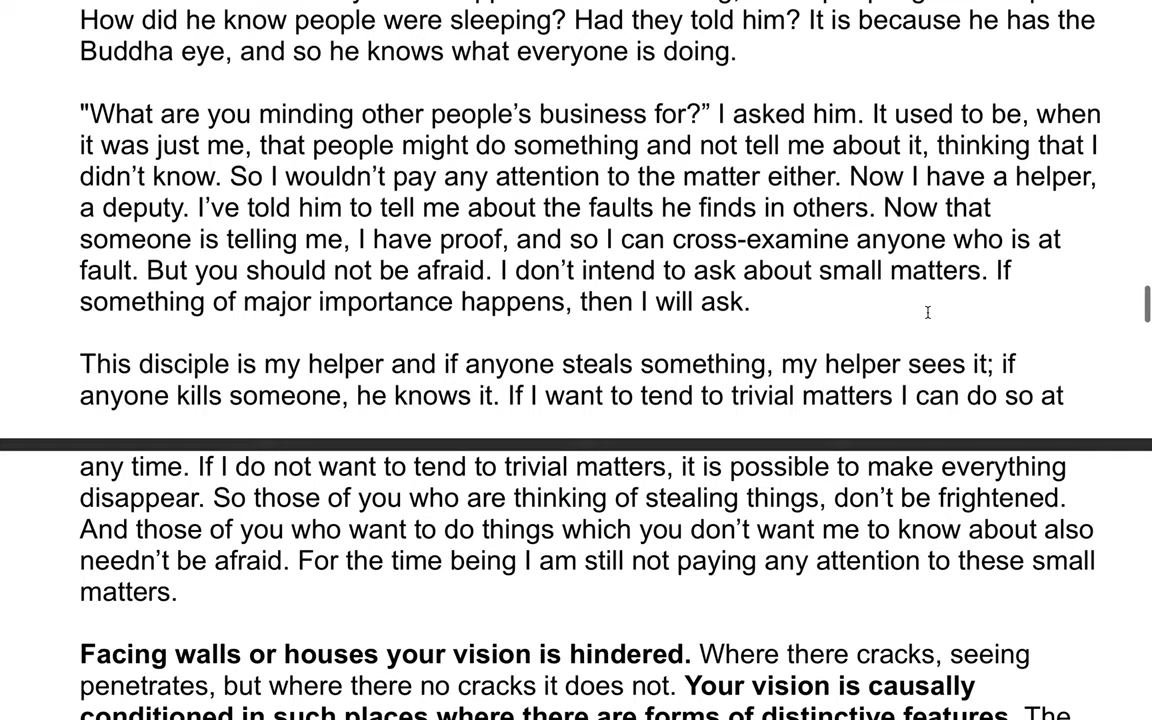 How did he know people were sleeping? Had they told him? It is because he has the
Buddha eye, and so he knows what everyone is doing.
"What are you minding other people’s business for?” I asked him. It used to be, when
it was just me, that people might do something and not tell me about it, thinking that I
didn’t know. So I wouldn’t pay any attention to the matter either. Now I have a helper,
a deputy. I’ve told him to tell me about the faults he finds in others. Now that
someone is telling me, I have proof, and so I can cross-examine anyone who is at
fault. But you should not be afraid. I don’t intend to ask about small matters. If
something of major importance happens, then I will ask.
This disciple is my helper and if anyone steals something, my helper sees it; if
anyone kills someone, he knows it. If I want to tend to trivial matters I can do so at
any time. If I do not want to tend to trivial matters, it is possible to make everything
disappear. So those of you who are thinking of stealing things, don’t be frightened.
And those of you who want to do things which you don’t want me to know about also
needn’t be afraid. For the time being I am still not paying any attention to these small
matters.
Facing walls or houses your vision is hindered. Where there cracks, seeing
penetrates, but where there no cracks it does not. Your vision is causally
conditioned in such places where there are forms of distinctive features. The